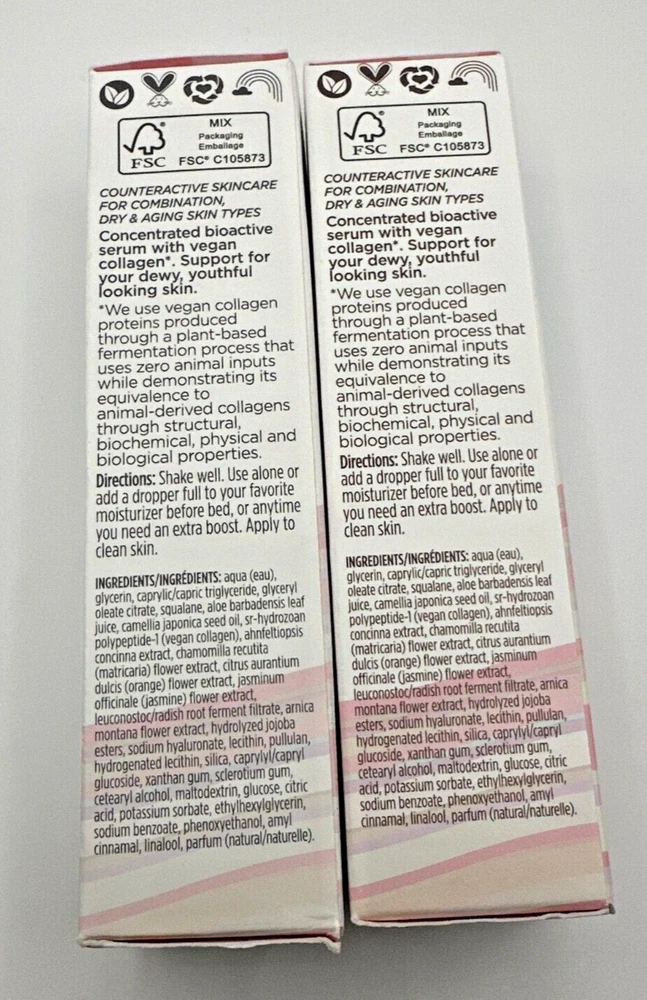 MIX
Packaging
Emballage
FSC
FSC® C105873
COUNTERACTIVE SKINCARE
FOR COMBINATION,
DRY & AGING SKIN TYPES
Concentrated bioactive
serum with vegan
collagen*. Support for
your dewy, youthful
looking skin.
*We use vegan collagen
proteins produced
through a plant-based
fermentation process that
uses zero animal inputs
while demonstrating its
equivalence to
animal-derived collagens
through structural,
biochemical, physical and
biological properties.
Directions: Shake well. Use alone or
add a dropper full to your favorite
moisturizer before bed, or anytime
you need an extra boost. Apply to
clean skin.
INGREDIENTS/INGRÉDIENTS: aqua (eau),
glycerin, caprylic/capric triglyceride, glyceryl
oleate citrate, squalane, aloe barbadensis leaf
juice, camellia japonica seed oil, sr-hydrozoan
polypeptide-1 (vegan collagen), ahnfeltiopsis
concinna extract, chamomilla recutita
(matricaria) flower extract, citrus aurantium
dulcis (orange) flower extract, jasminum
officinale (jasmine) flower extract,
leuconostoc/radish root ferment filtrate, arnica
montana flower extract, hydrolyzed jojoba
esters, sodium hyaluronate, lecithin, pullulan,
hydrogenated lecithin, silica, caprylyl/capryl
glucoside, xanthan gum, sclerotium gum,
cetearyl alcohol, maltodextrin, glucose, citric
acid, potassium sorbate, ethylhexylglycerin,
sodium benzoate, phenoxyethanol, amyl
cinnamal, linalool, parfum (natural/naturelle).
MIX
Packaging
Emballage
FSC
FSC® C105873
COUNTERACTIVE SKINCARE
FOR COMBINATION,
DRY & AGING SKIN TYPES
Concentrated bioactive
serum with vegan
collagen*. Support for
your dewy, youthful
looking skin.
*We use vegan collagen
proteins produced
through a plant-based
fermentation process that
uses zero animal inputs
while demonstrating its
equivalence to
animal-derived collagens
through structural,
biochemical, physical and
biological properties.
Directions: Shake well. Use alone or
add a dropper full to your favorite
moisturizer before bed, or anytime
you need an extra boost. Apply to
clean skin.
INGREDIENTS/INGRÉDIENTS: aqua (eau),
glycerin, caprylic/capric triglyceride, glyceryl
oleate citrate, squalane, aloe barbadensis leaf
juice, camellia japonica seed oil, sr-hydrozoan
polypeptide-1 (vegan collagen), ahnfeltiopsis
concinna extract, chamomilla recutita
(matricaria) flower extract, citrus aurantium
dulcis (orange) flower extract, jasminum
officinale (jasmine) flower extract,
leuconostoc/radish root ferment filtrate, arnica
montana flower extract, hydrolyzed jojoba
esters, sodium hyaluronate, lecithin, pullulan,
hydrogenated lecithin, silica, caprylyl/capryl
glucoside, xanthan gum, sclerotium gum,
cetearyl alcohol, maltodextrin, glucose, citric
acid, potassium sorbate, ethylhexylglycerin,
sodium benzoate, phenoxyethanol, amyl
cinnamal, linalool, parfum (natural/naturelle).